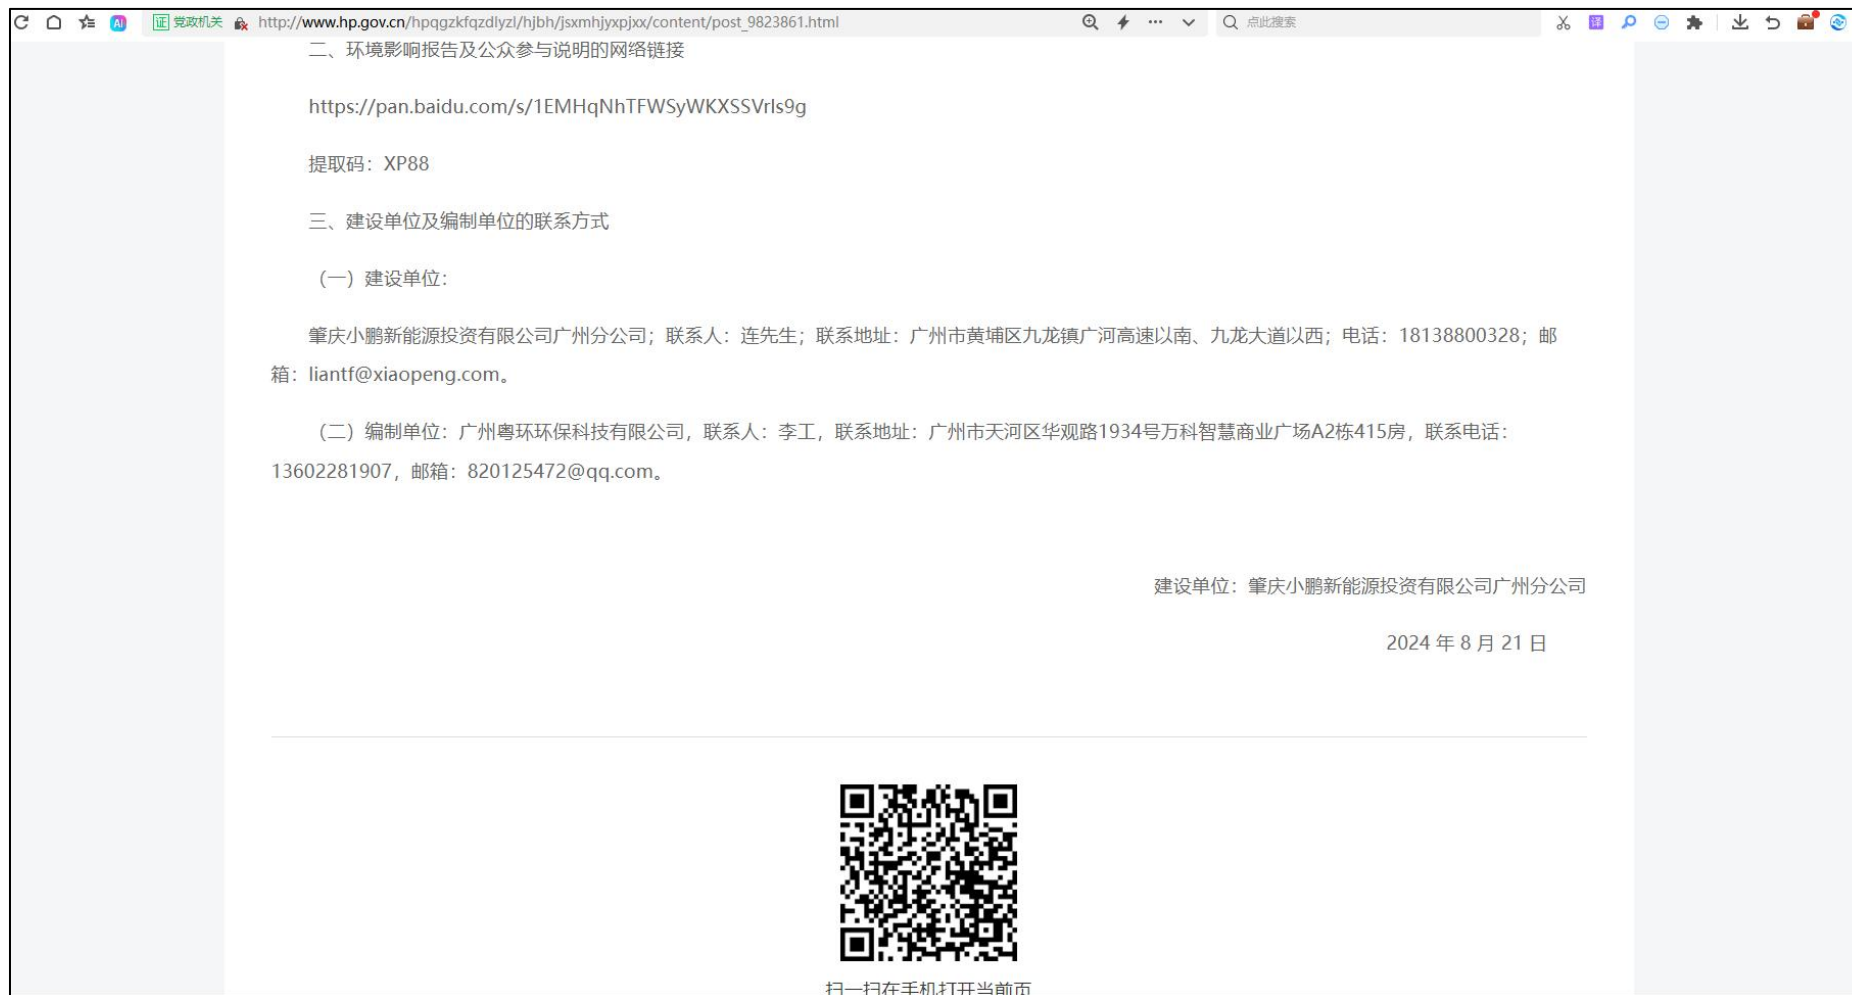 证 党政机关 http://www.hp.gov.cn/hpqgzkfqzdlyzl/hjbh/jsxmhjyxpjxx/content/post_9823861.html 点此搜索 译
二、环境影响报告及公众参与说明的网络链接
https://pan.baidu.com/s/1EMHqNhTFWSyWKXSSVrIs9g
提取码：XP88
三、建设单位及编制单位的联系方式
（一）建设单位：
肇庆小鹏新能源投资有限公司广州分公司；联系人：连先生；联系地址：广州市黄埔区九龙镇广河高速以南、九龙大道以西；电话：18138800328；邮
箱：liantf@xiaopeng.com。
（二）编制单位：广州粤环环保科技有限公司，联系人：李工，联系地址：广州市天河区华观路1934号万科智慧商业广场A2栋415房，联系电话：
13602281907，邮箱：820125472@qq.com。
建设单位：肇庆小鹏新能源投资有限公司广州分公司
2024 年 8 月 21 日
扫一扫在手机打开当前页